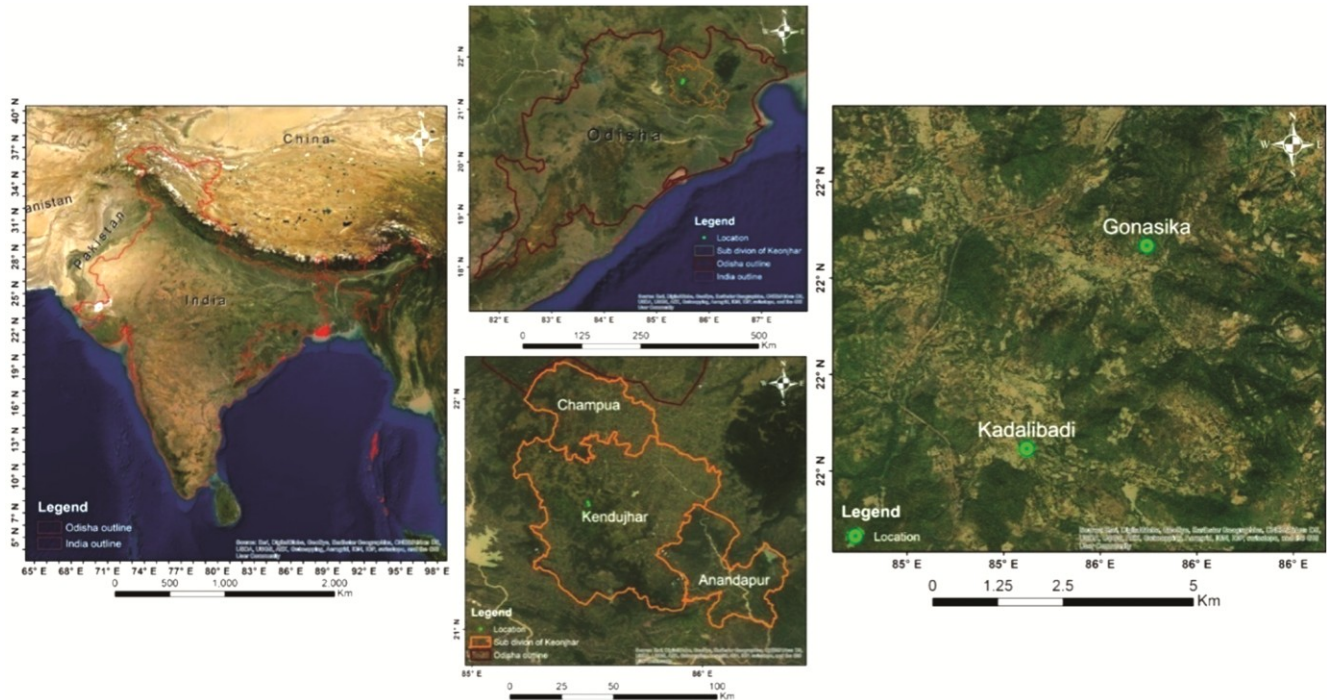 40° N
37° N
34° N
31° N
28° N
25° N
22° N
19° N
16° N
13° N
10° N
7° N
5° N
China
anistan
Pakistan
India
N
Legend
Odisha outline
India outline
65° E 68° E 71° E 74° E 77° E 80° E 83° E 86° E 89° E 92° E 95° E 98° E
0 500 1,000 2,000
Km
N
W E
22° N
21° N
20° N
19° N
18° N
Odisha
Legend
Location
Sub divion of Keonjhar
Odisha outline
India outline
82° E 83° E 84° E 85° E 86° E 87° E
0 125 250 500
Km
N
22° N
21° N
Champua
Kendujhar
Anandapur
Legend
Location
Sub divion of Keonjhar
Odisha outline
85° E 86° E
0 25 50 100
Km
N
W E
22° N
22° N
22° N
22° N
Gonasika
Kadalibadi
Legend
Location
85° E 85° E 86° E 86° E 86° E
0 1.25 2.5 5
Km